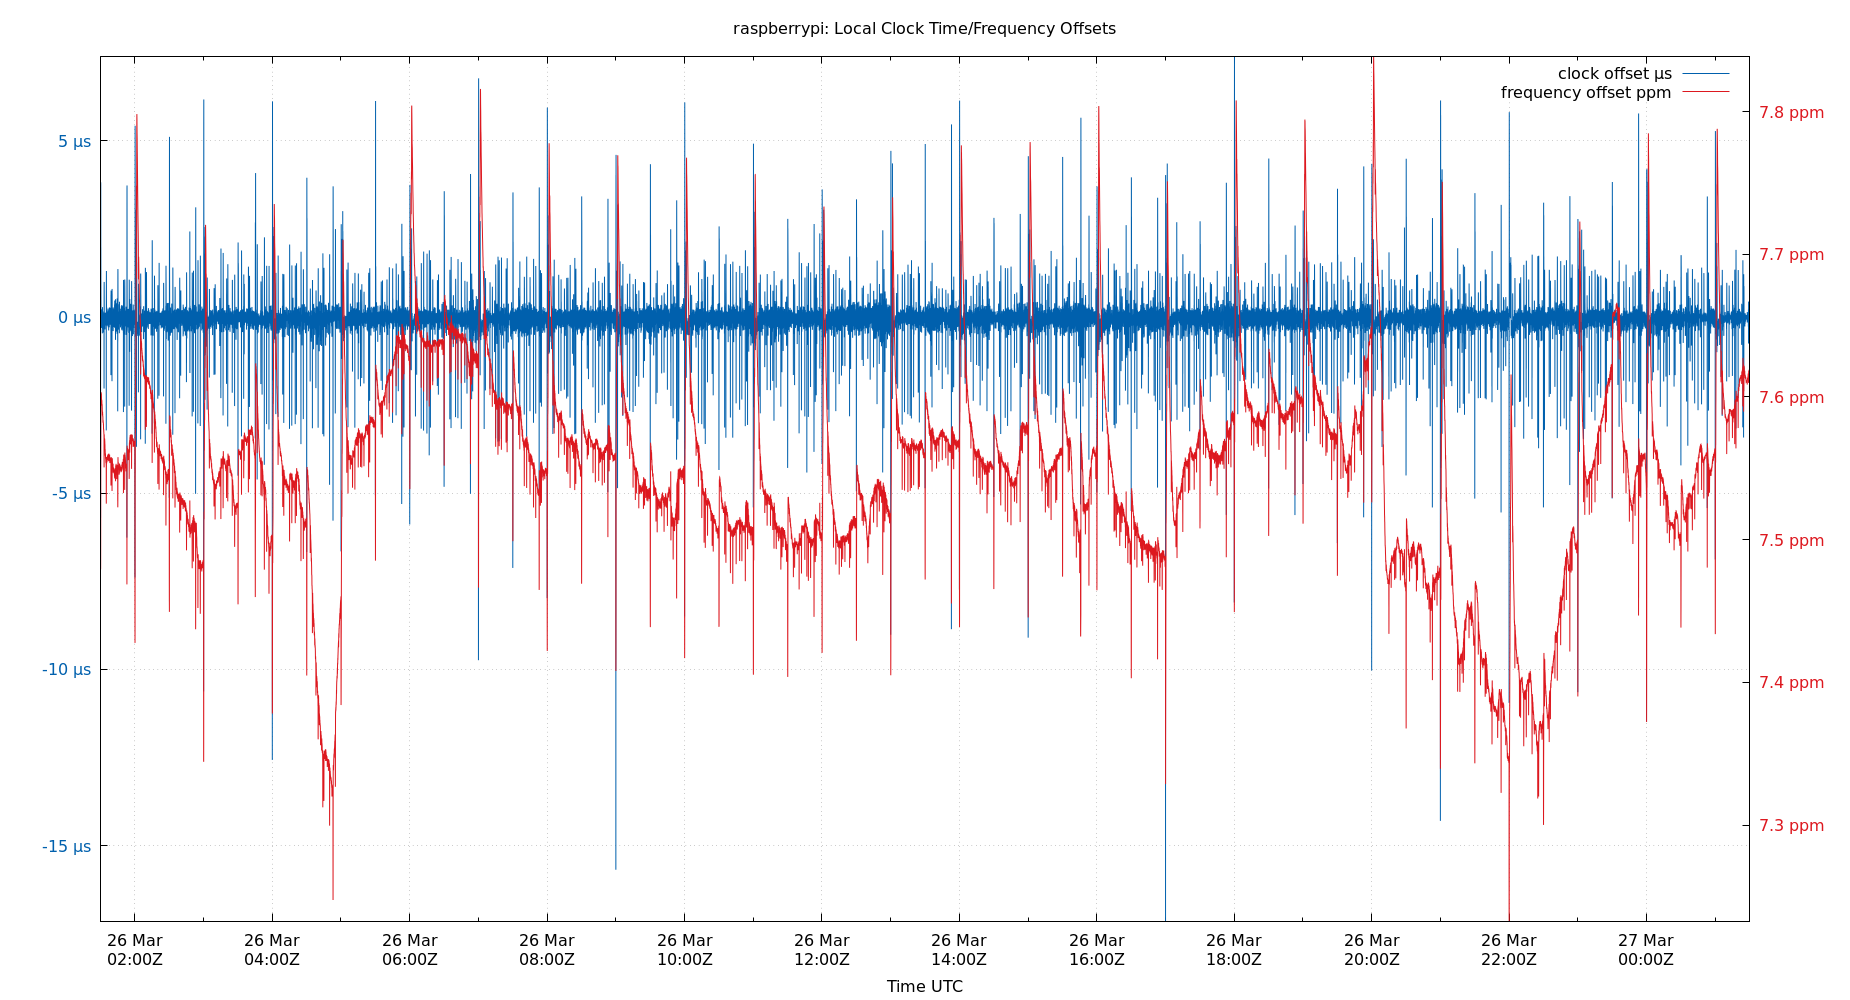 raspberrypi: Local Clock Time/Frequency Offsets
clock offset µs
frequency offset ppm
5 µs
0 µs
-5 µs
-10 µs
-15 µs
7.8 ppm
7.7 ppm
7.6 ppm
7.5 ppm
7.4 ppm
7.3 ppm
26 Mar 26 Mar 26 Mar 26 Mar 26 Mar 26 Mar 26 Mar 26 Mar 26 Mar 26 Mar 26 Mar 27 Mar
02:00Z 04:00Z 06:00Z 08:00Z 10:00Z 12:00Z 14:00Z 16:00Z 18:00Z 20:00Z 22:00Z 00:00Z
Time UTC